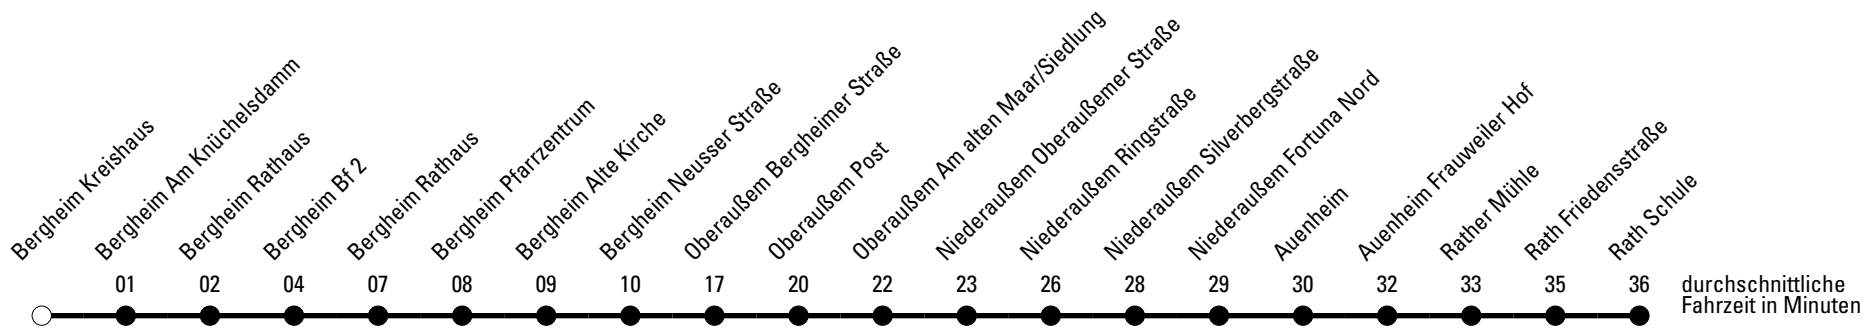 Bergheim Kreishaus
Bergheim Am Knüchelsdamm
Bergheim Rathaus
Bergheim Bf 2
Bergheim Rathaus
Bergheim Pfarrzentrum
Bergheim Alte Kirche
Bergheim Neusser Straße
Oberaußem Bergheimer Straße
Oberaußem Post
Oberaußem Am alten Maar/Siedlung
Niederaußem Oberaußemer Straße
Niederaußem Ringstraße
Niederaußem Silverbergstraße
Niederaußem Fortuna Nord
Auenheim
Auenheim Frauweiler Hof
Rather Mühle
Rath Friedensstraße
Rath Schule
01 02 04 07 08 09 10 17 20 22 23 26 28 29 30 32 33 35 36
durchschnittliche
Fahrzeit in Minuten